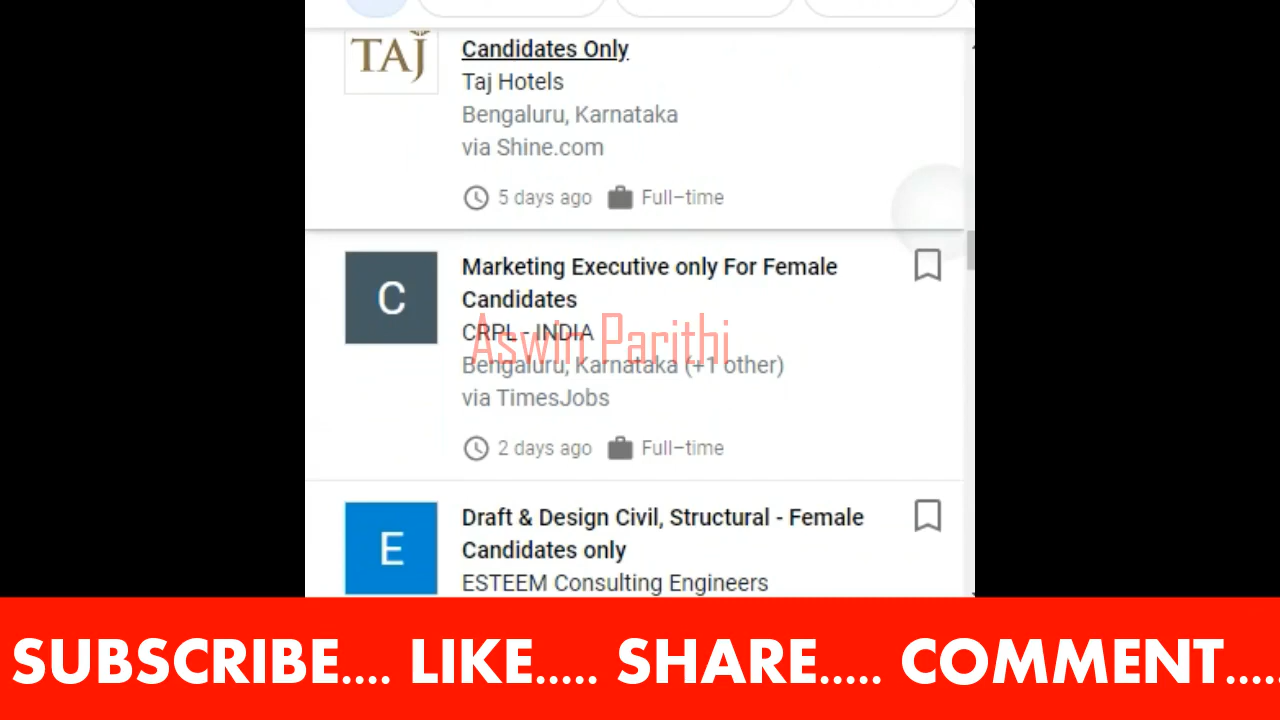 TAJ
Candidates Only
Taj Hotels
Bengaluru, Karnataka
via Shine.com
5 days ago Full-time
C
Marketing Executive only For Female
Candidates
CRPL - INDIA
Aswin Parithi
Bengaluru, Karnataka (+1 other)
via TimesJobs
2 days ago Full-time
E
Draft & Design Civil, Structural - Female
Candidates only
ESTEEM Consulting Engineers
SUBSCRIBE.... LIKE..... SHARE..... COMMENT.....